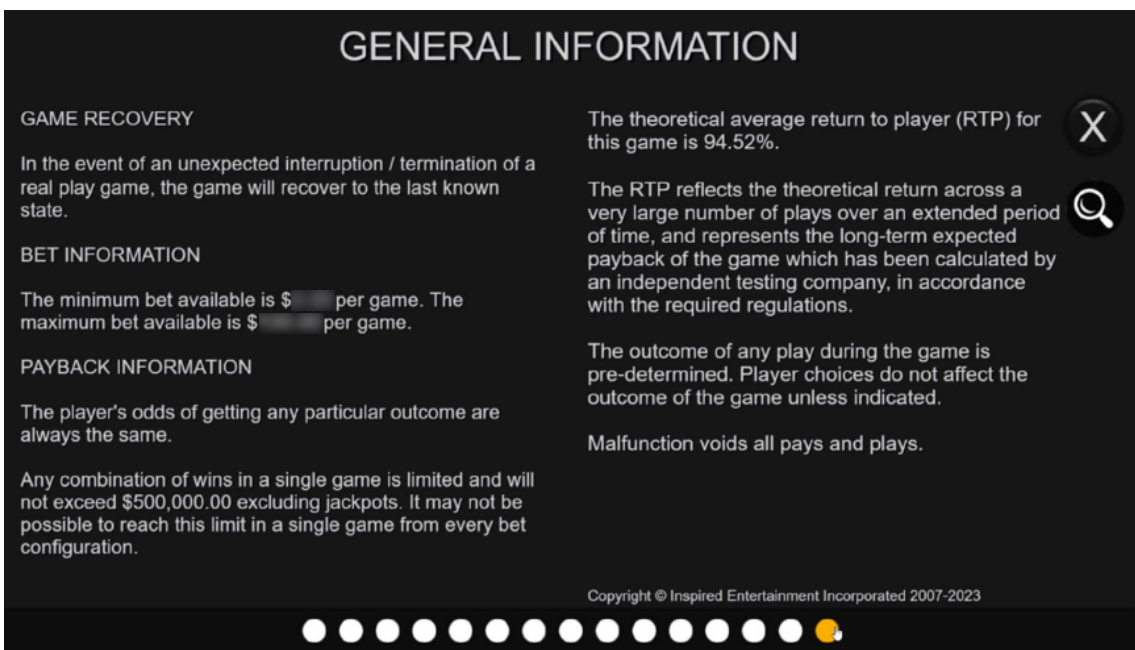 GENERAL INFORMATION
GAME RECOVERY
In the event of an unexpected interruption / termination of a
real play game, the game will recover to the last known
state.
BET INFORMATION
The minimum bet available is $ per game. The
maximum bet available is $ per game.
PAYBACK INFORMATION
The player's odds of getting any particular outcome are
always the same.
Any combination of wins in a single game is limited and will
not exceed $500,000.00 excluding jackpots. It may not be
possible to reach this limit in a single game from every bet
configuration.
The theoretical average return to player (RTP) for
this game is 94.52%.
The RTP reflects the theoretical return across a
very large number of plays over an extended period
of time, and represents the long-term expected
payback of the game which has been calculated by
an independent testing company, in accordance
with the required regulations.
The outcome of any play during the game is
pre-determined. Player choices do not affect the
outcome of the game unless indicated.
Malfunction voids all pays and plays.
Copyright © Inspired Entertainment Incorporated 2007-2023
X